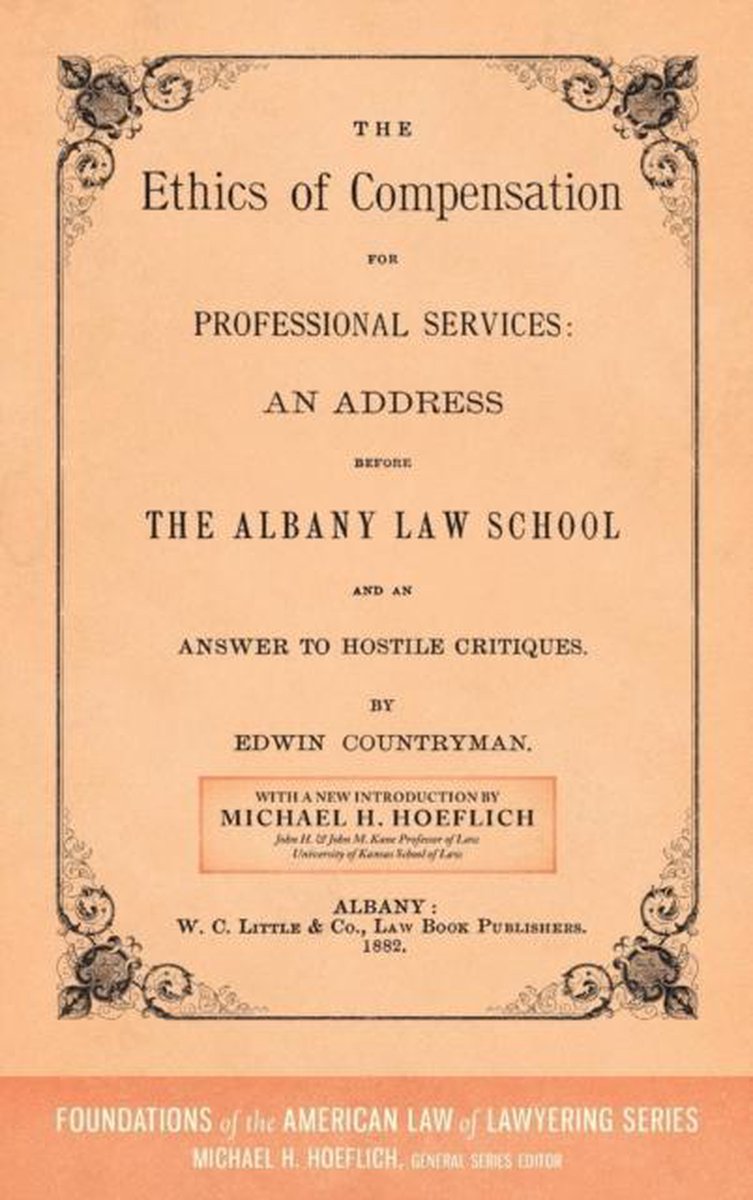 THE
Ethics of Compensation
FOR
PROFESSIONAL SERVICES:
AN ADDRESS
BEFORE
THE ALBANY LAW SCHOOL
AND AN
ANSWER TO HOSTILE CRITIQUES.
BY
EDWIN COUNTRYMAN.
WITH A NEW INTRODUCTION BY
MICHAEL H. HOEFLICH
John H. & John M. Kane Professor of Law
University of Kansas School of Law
ALBANY:
W. C. LITTLE & CO., LAW BOOK PUBLISHERS.
1882.
FOUNDATIONS of the AMERICAN LAW of LAWYERING SERIES
MICHAEL H. HOEFLICH, GENERAL SERIES EDITOR